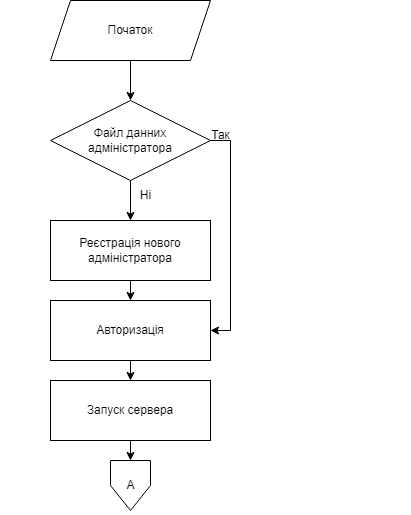 Початок
Файл данних
адміністратора
Так
Ні
Реєстрація нового
адміністратора
Авторизація
Запуск сервера
А